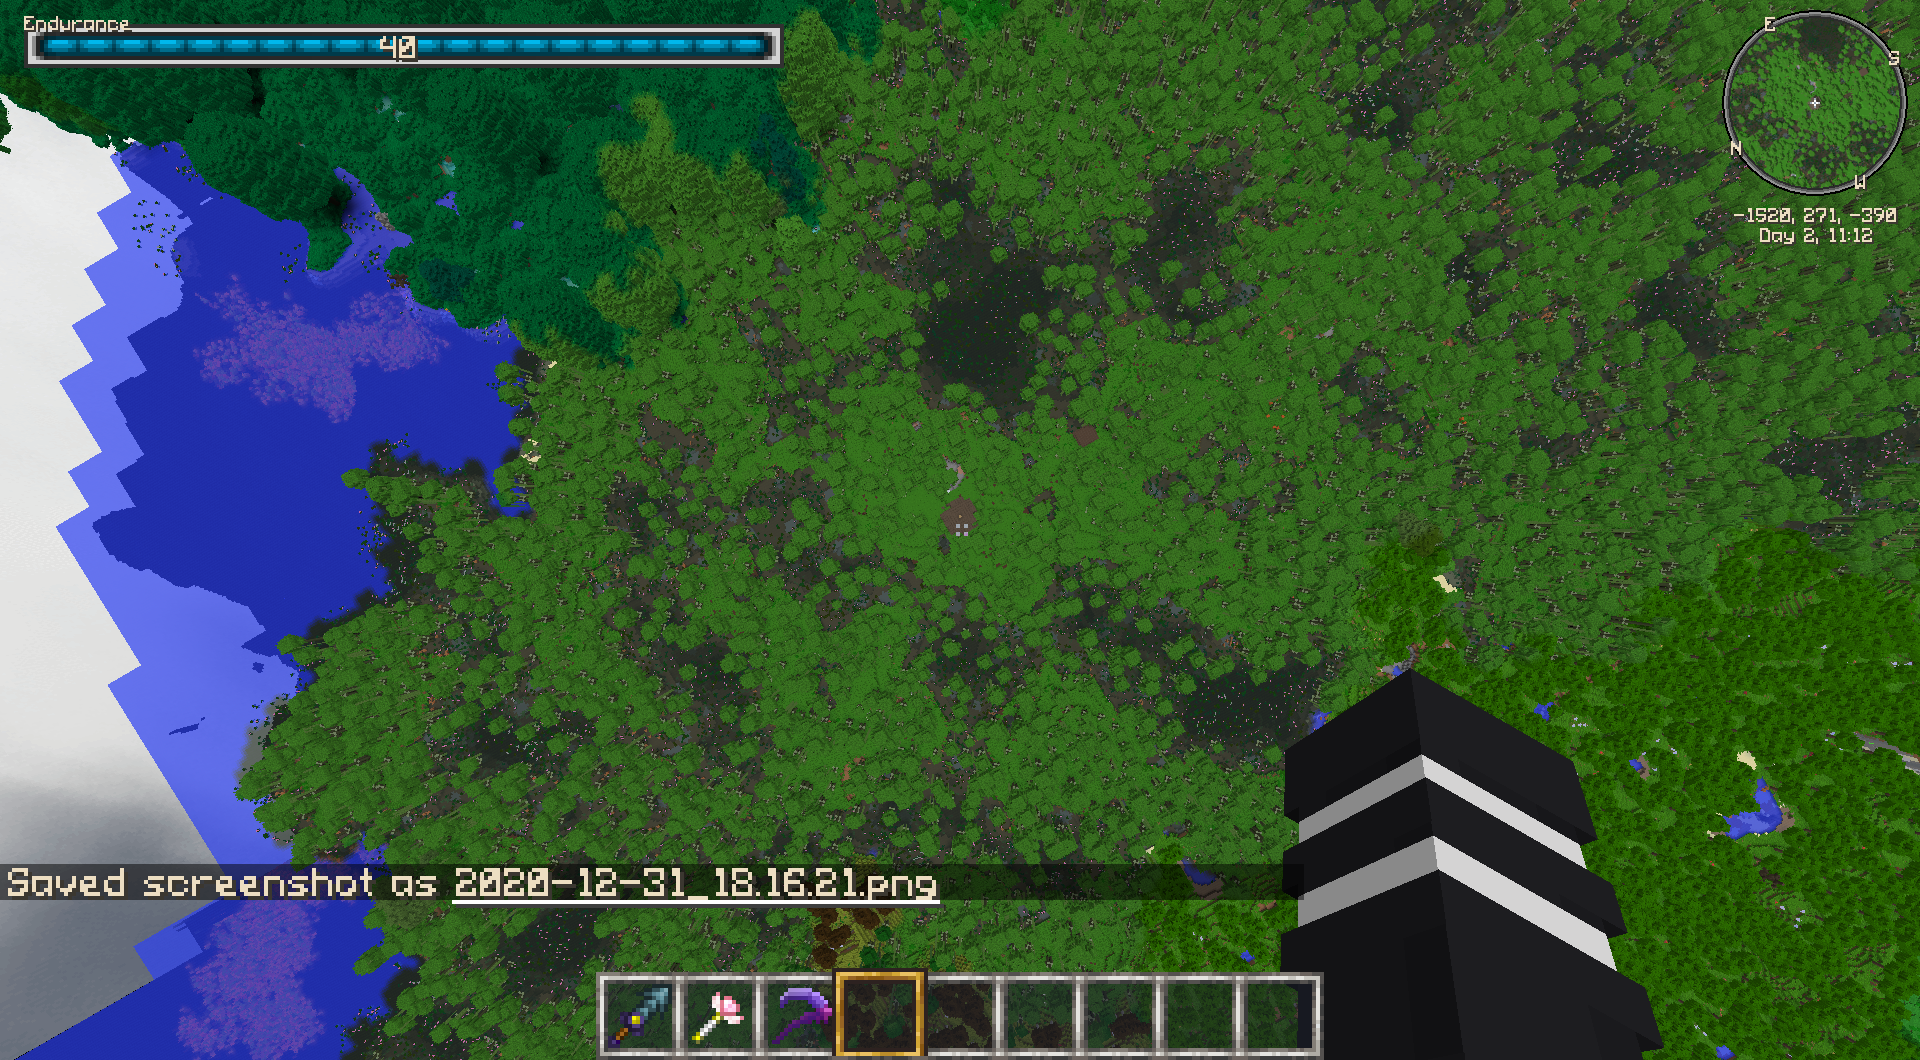 Endurance
40
E
S
N
W
-1520, 271, -390
Day 2, 11:12
Saved screenshot as 2020-12-31_18.16.21.png